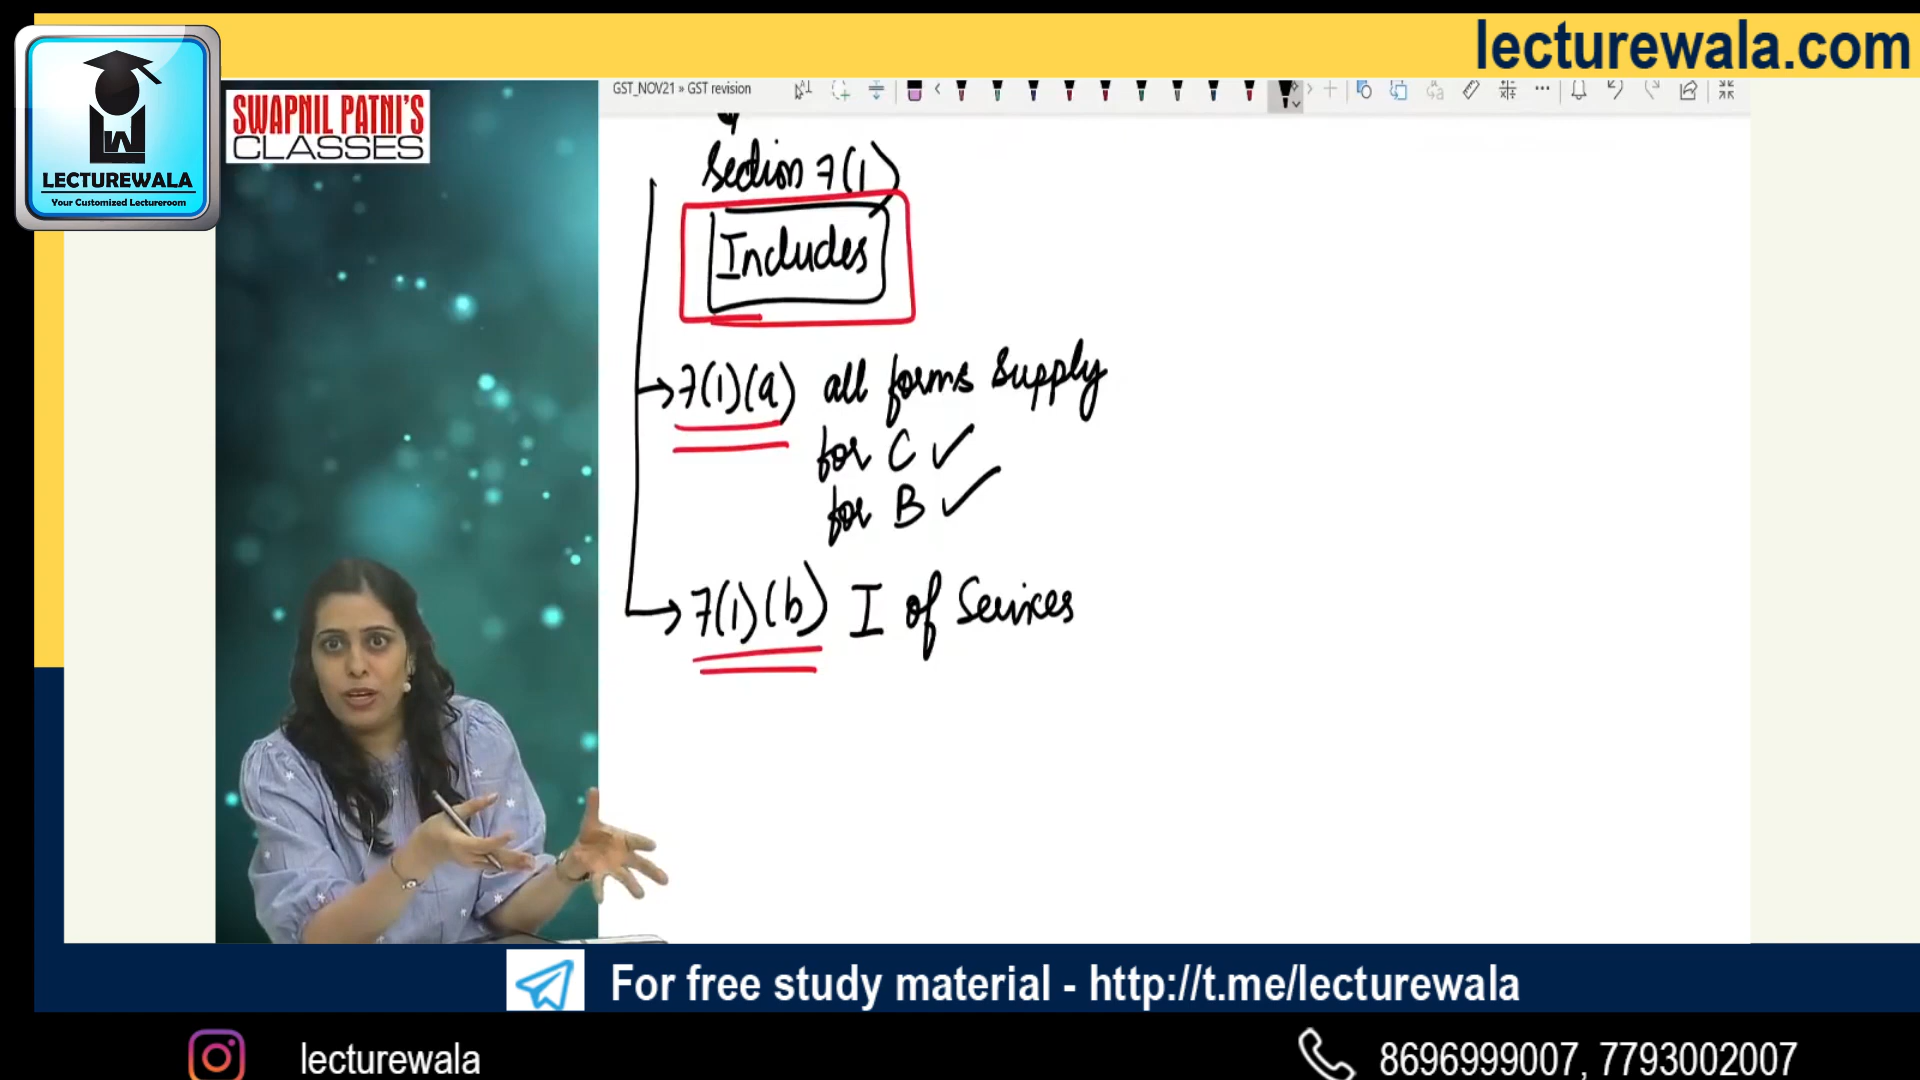 lecturewala.com
LW
LECTUREWALA
Your Customized Lectureroom
SWAPNIL PATNI'S
CLASSES
GST_NOV21 » GST revision
Section 7(1)
Includes
7(1)(a) all forms Supply
for C ✓
for B ✓
7(1)(b) I of Services
For free study material - http://t.me/lecturewala
lecturewala
8696999007, 7793002007